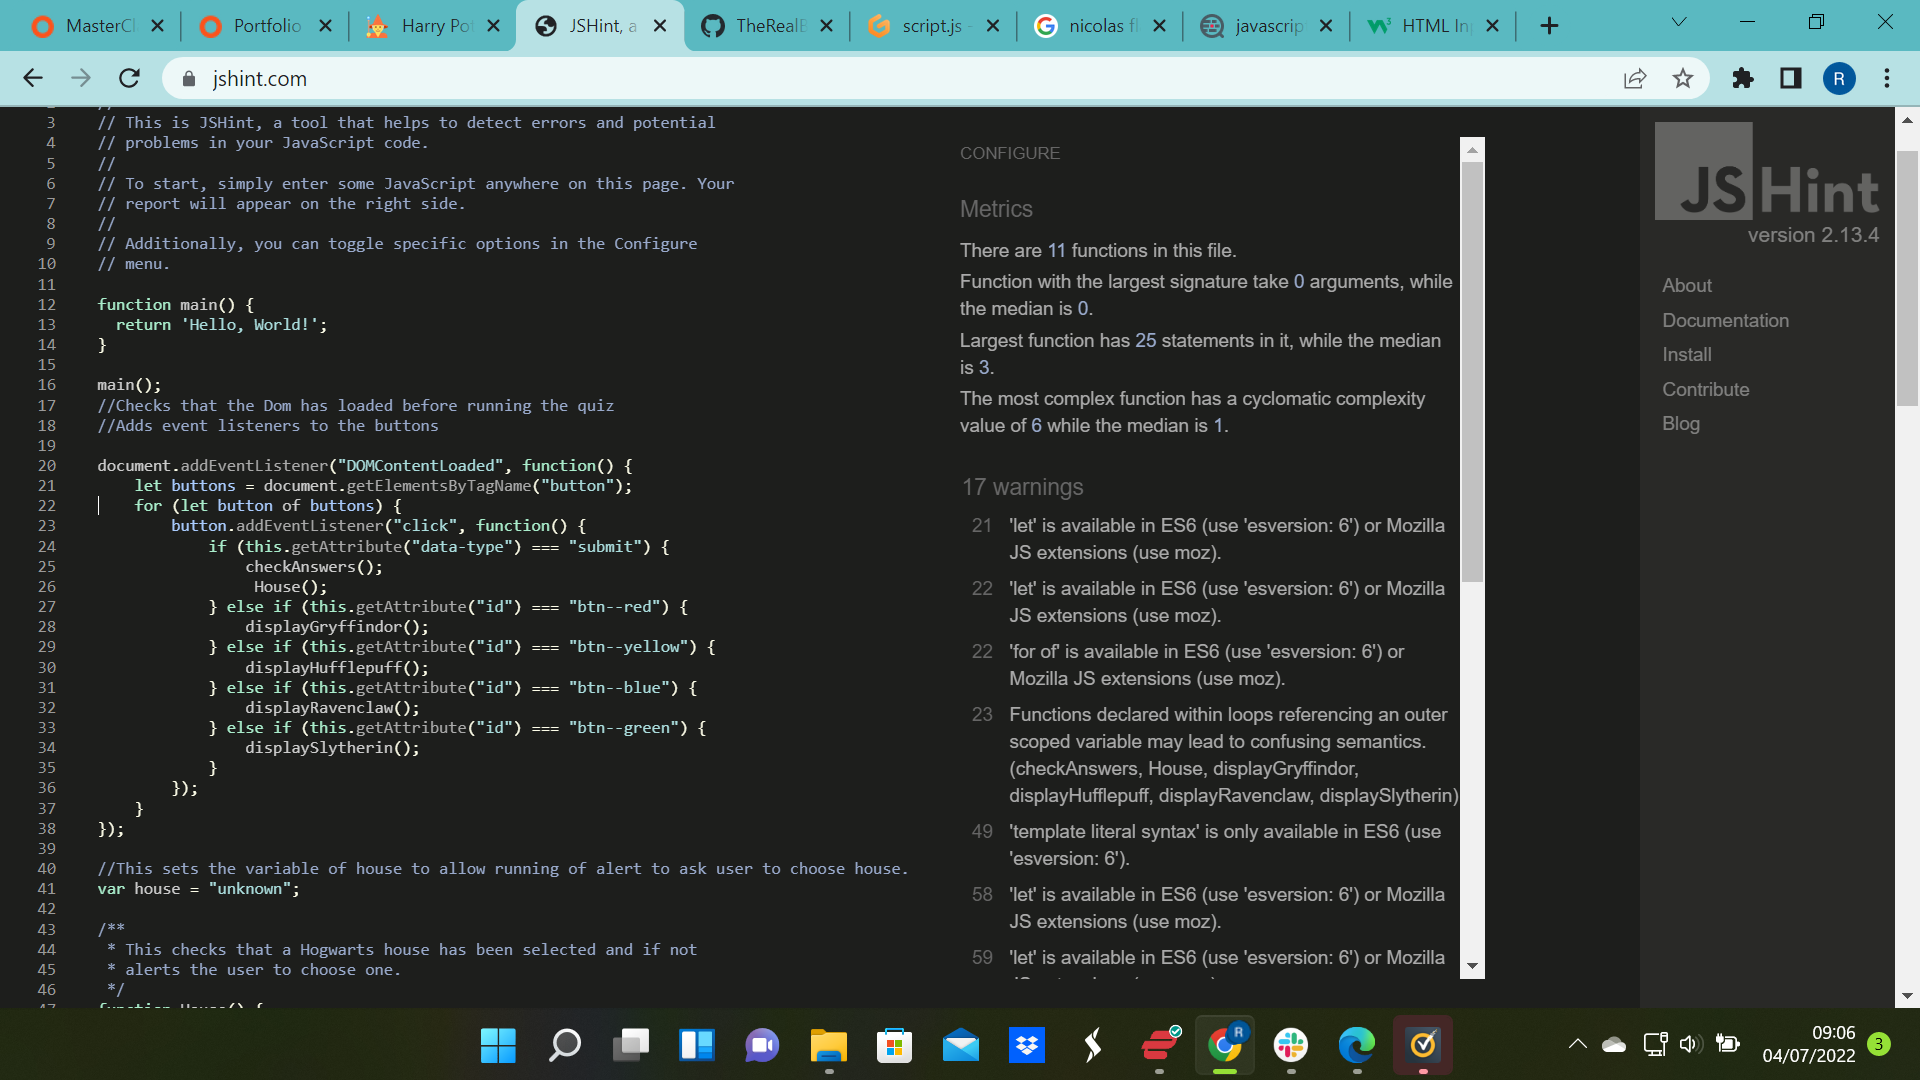 MasterCl
Portfolio
Harry Po
JSHint, a
TheRealB
script.js -
nicolas fl
javascrip
HTML In
jshint.com
R
3 // This is JSHint, a tool that helps to detect errors and potential
4 // problems in your JavaScript code.
5 //
6 // To start, simply enter some JavaScript anywhere on this page. Your
7 // report will appear on the right side.
8 //
9 // Additionally, you can toggle specific options in the Configure
10 // menu.
11
12 function main() {
13 return 'Hello, World!';
14 }
15
16 main();
17 //Checks that the Dom has loaded before running the quiz
18 //Adds event listeners to the buttons
19
20 document.addEventListener("DOMContentLoaded", function() {
21 let buttons = document.getElementsByTagName("button");
22 for (let button of buttons) {
23 button.addEventListener("click", function() {
24 if (this.getAttribute("data-type") === "submit") {
25 checkAnswers();
26 House();
27 } else if (this.getAttribute("id") === "btn--red") {
28 displayGryffindor();
29 } else if (this.getAttribute("id") === "btn--yellow") {
30 displayHufflepuff();
31 } else if (this.getAttribute("id") === "btn--blue") {
32 displayRavenclaw();
33 } else if (this.getAttribute("id") === "btn--green") {
34 displaySlytherin();
35 }
36 });
37 }
38 });
39
40 //This sets the variable of house to allow running of alert to ask user to choose house.
41 var house = "unknown";
42
43 /**
44 * This checks that a Hogwarts house has been selected and if not
45 * alerts the user to choose one.
46 */
47 function House() {
CONFIGURE
Metrics
There are 11 functions in this file.
Function with the largest signature take 0 arguments, while
the median is 0.
Largest function has 25 statements in it, while the median
is 3.
The most complex function has a cyclomatic complexity
value of 6 while the median is 1.
17 warnings
21 'let' is available in ES6 (use 'esversion: 6') or Mozilla
JS extensions (use moz).
22 'let' is available in ES6 (use 'esversion: 6') or Mozilla
JS extensions (use moz).
22 'for of' is available in ES6 (use 'esversion: 6') or
Mozilla JS extensions (use moz).
23 Functions declared within loops referencing an outer
scoped variable may lead to confusing semantics.
(checkAnswers, House, displayGryffindor,
displayHufflepuff, displayRavenclaw, displaySlytherin)
49 'template literal syntax' is only available in ES6 (use
'esversion: 6').
58 'let' is available in ES6 (use 'esversion: 6') or Mozilla
JS extensions (use moz).
59 'let' is available in ES6 (use 'esversion: 6') or Mozilla
JSHint
version 2.13.4
About
Documentation
Install
Contribute
Blog
R
09:06
04/07/2022
3